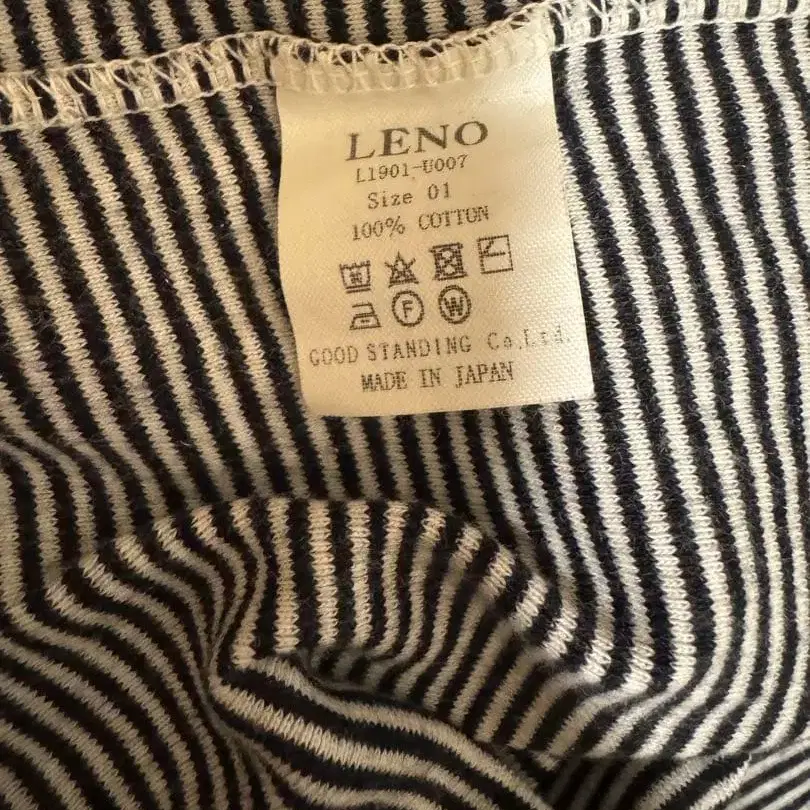 LENO
L1901-U007
Size 01
100% COTTON
F W
GOOD STANDING Co.Ltd.
MADE IN JAPAN